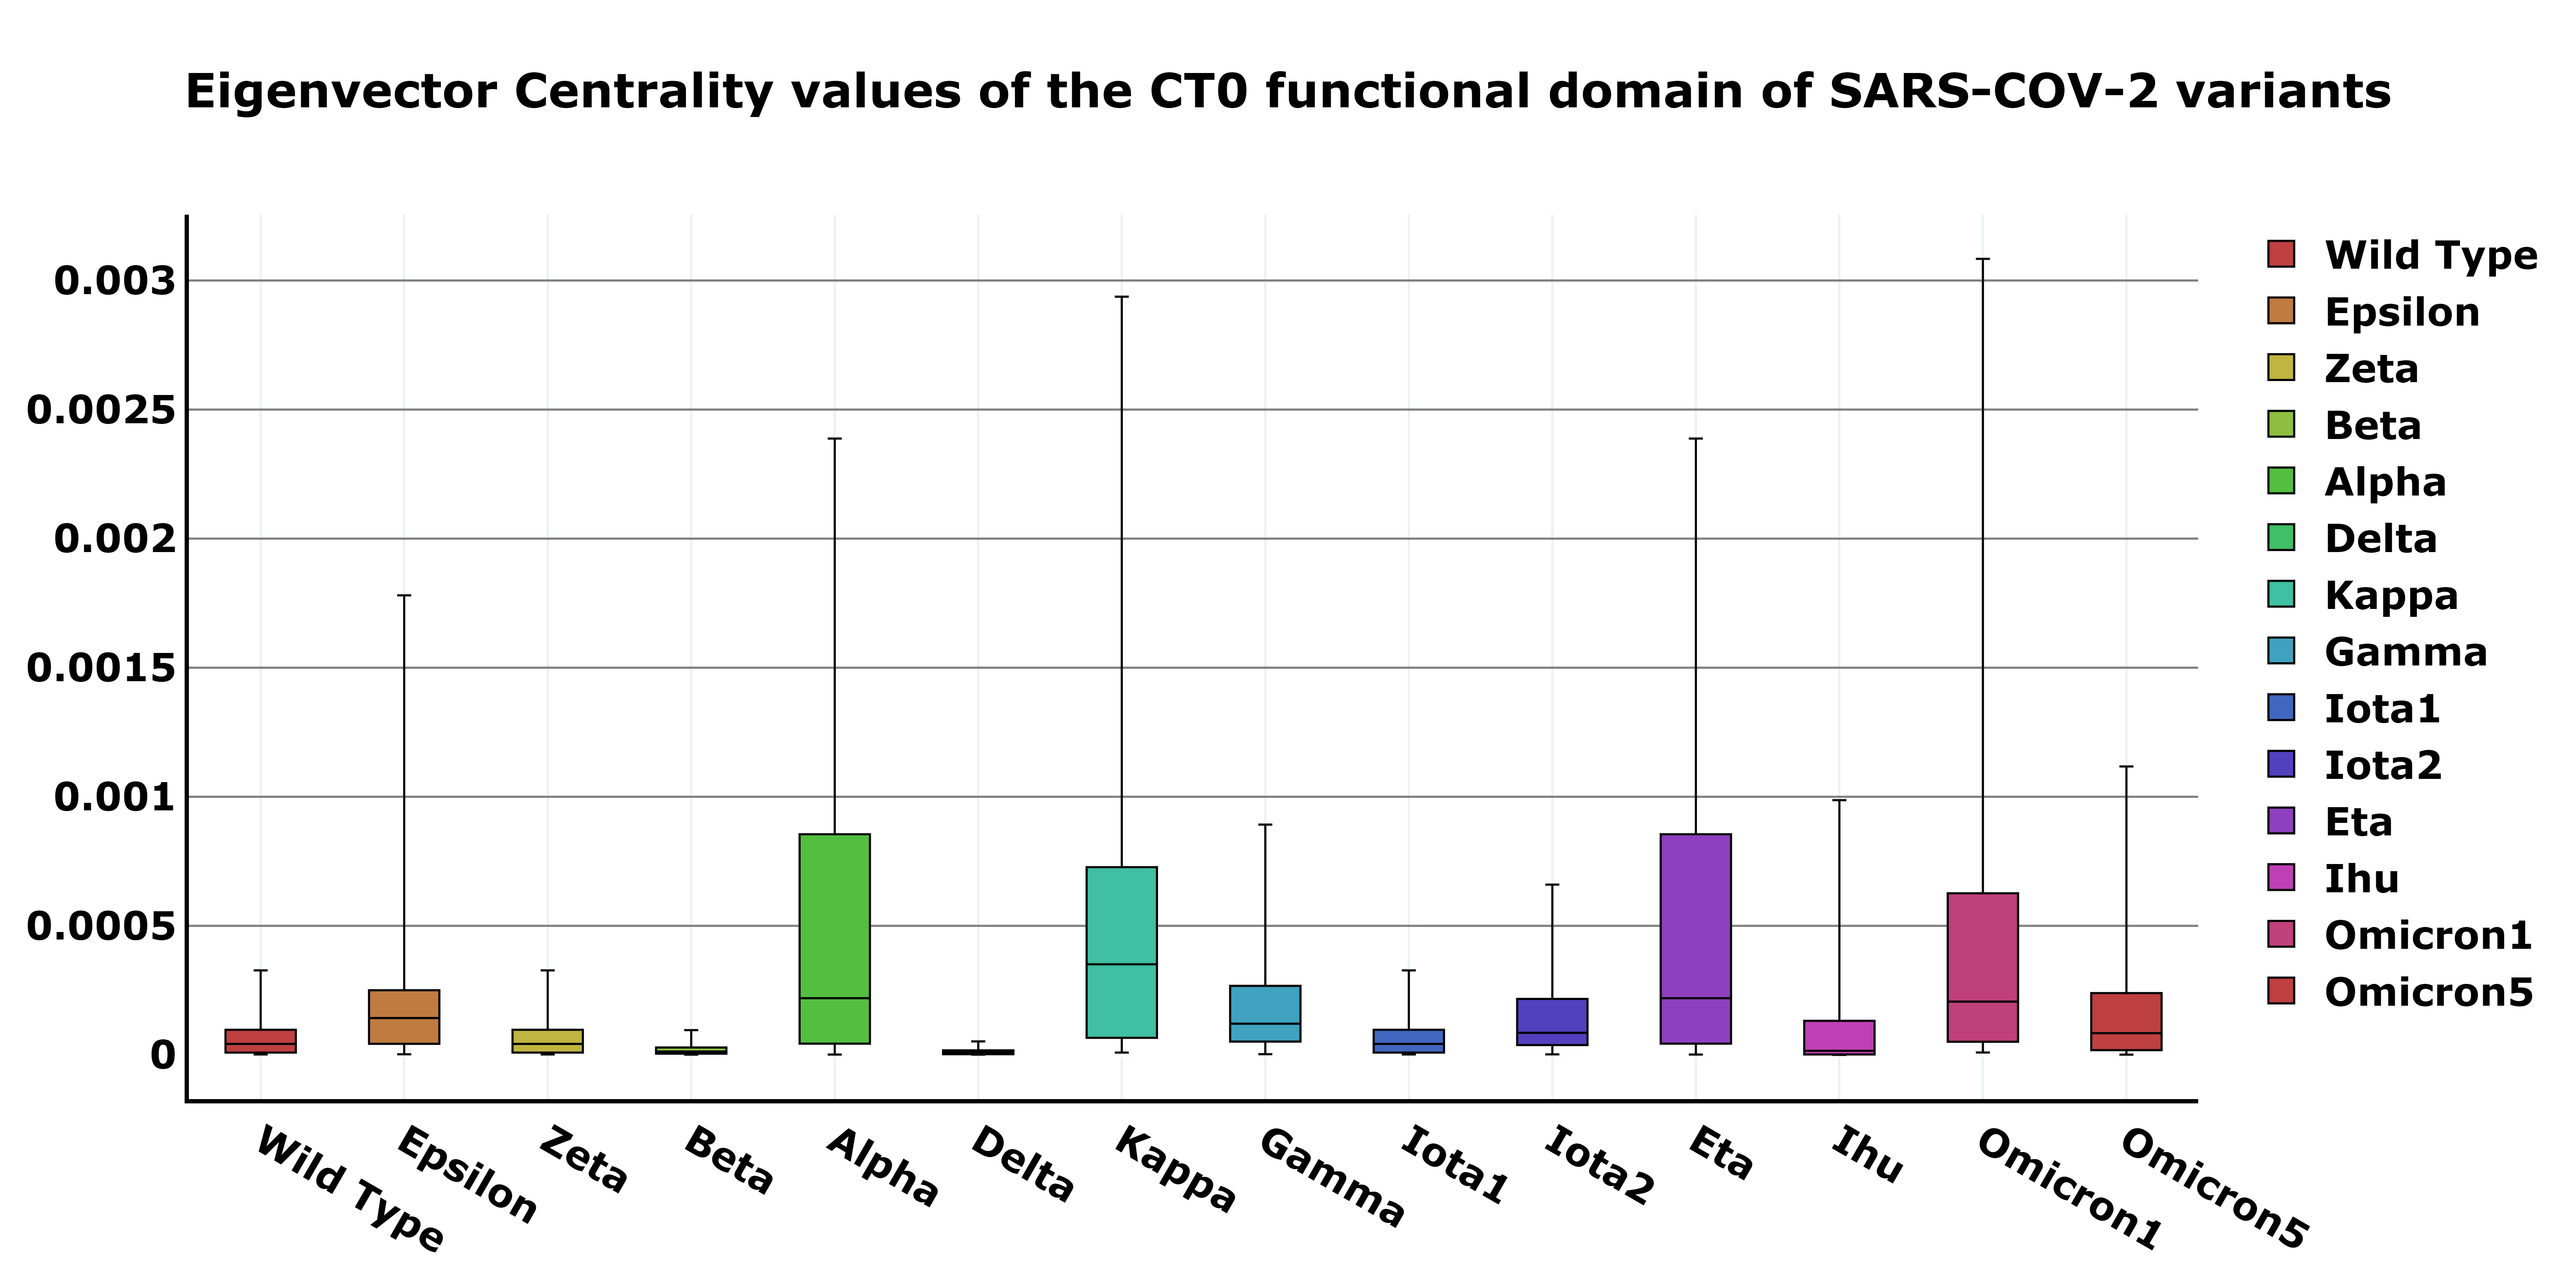 Eigenvector Centrality values of the CT0 functional domain of SARS-COV-2 variants
0.003
0.0025
0.002
0.0015
0.001
0.0005
0
Wild Type
Epsilon
Zeta
Beta
Alpha
Delta
Kappa
Gamma
Iota1
Iota2
Eta
Ihu
Omicron1
Omicron5
Wild Type
Epsilon
Zeta
Beta
Alpha
Delta
Kappa
Gamma
Iota1
Iota2
Eta
Ihu
Omicron1
Omicron5